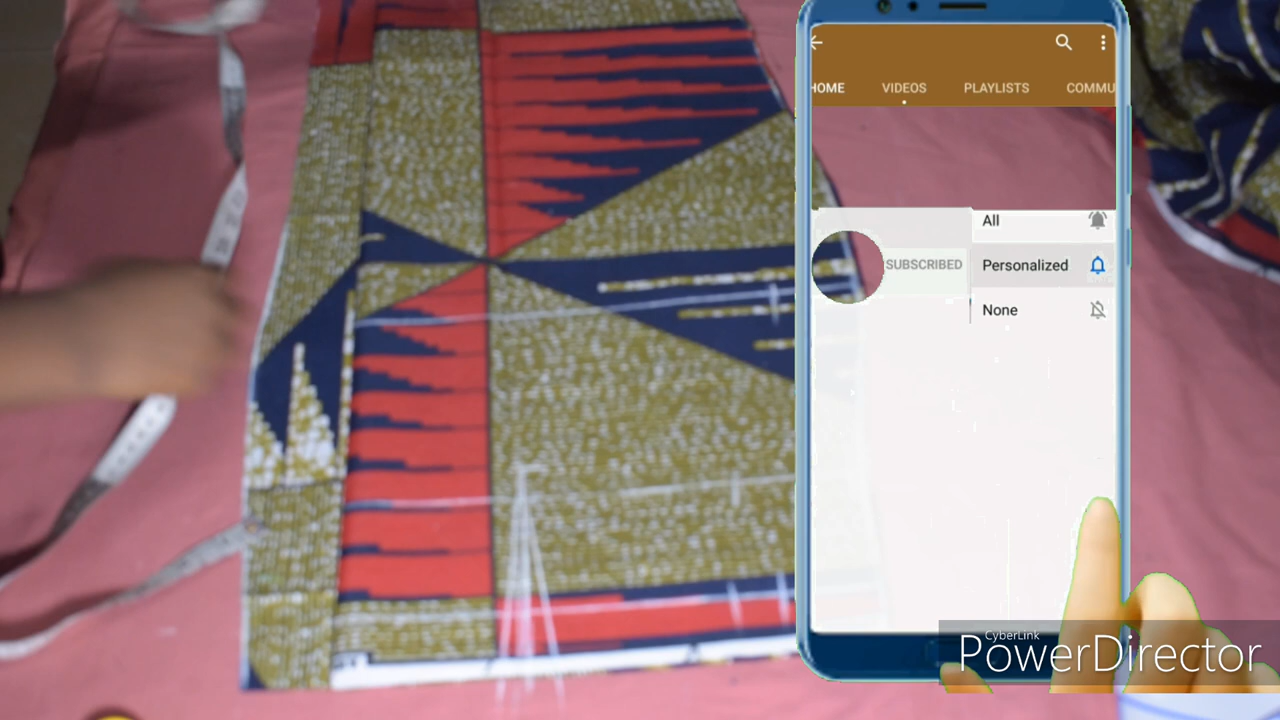 HOME VIDEOS PLAYLISTS COMMU
All
SUBSCRIBED Personalized
None
CyberLink
PowerDirector